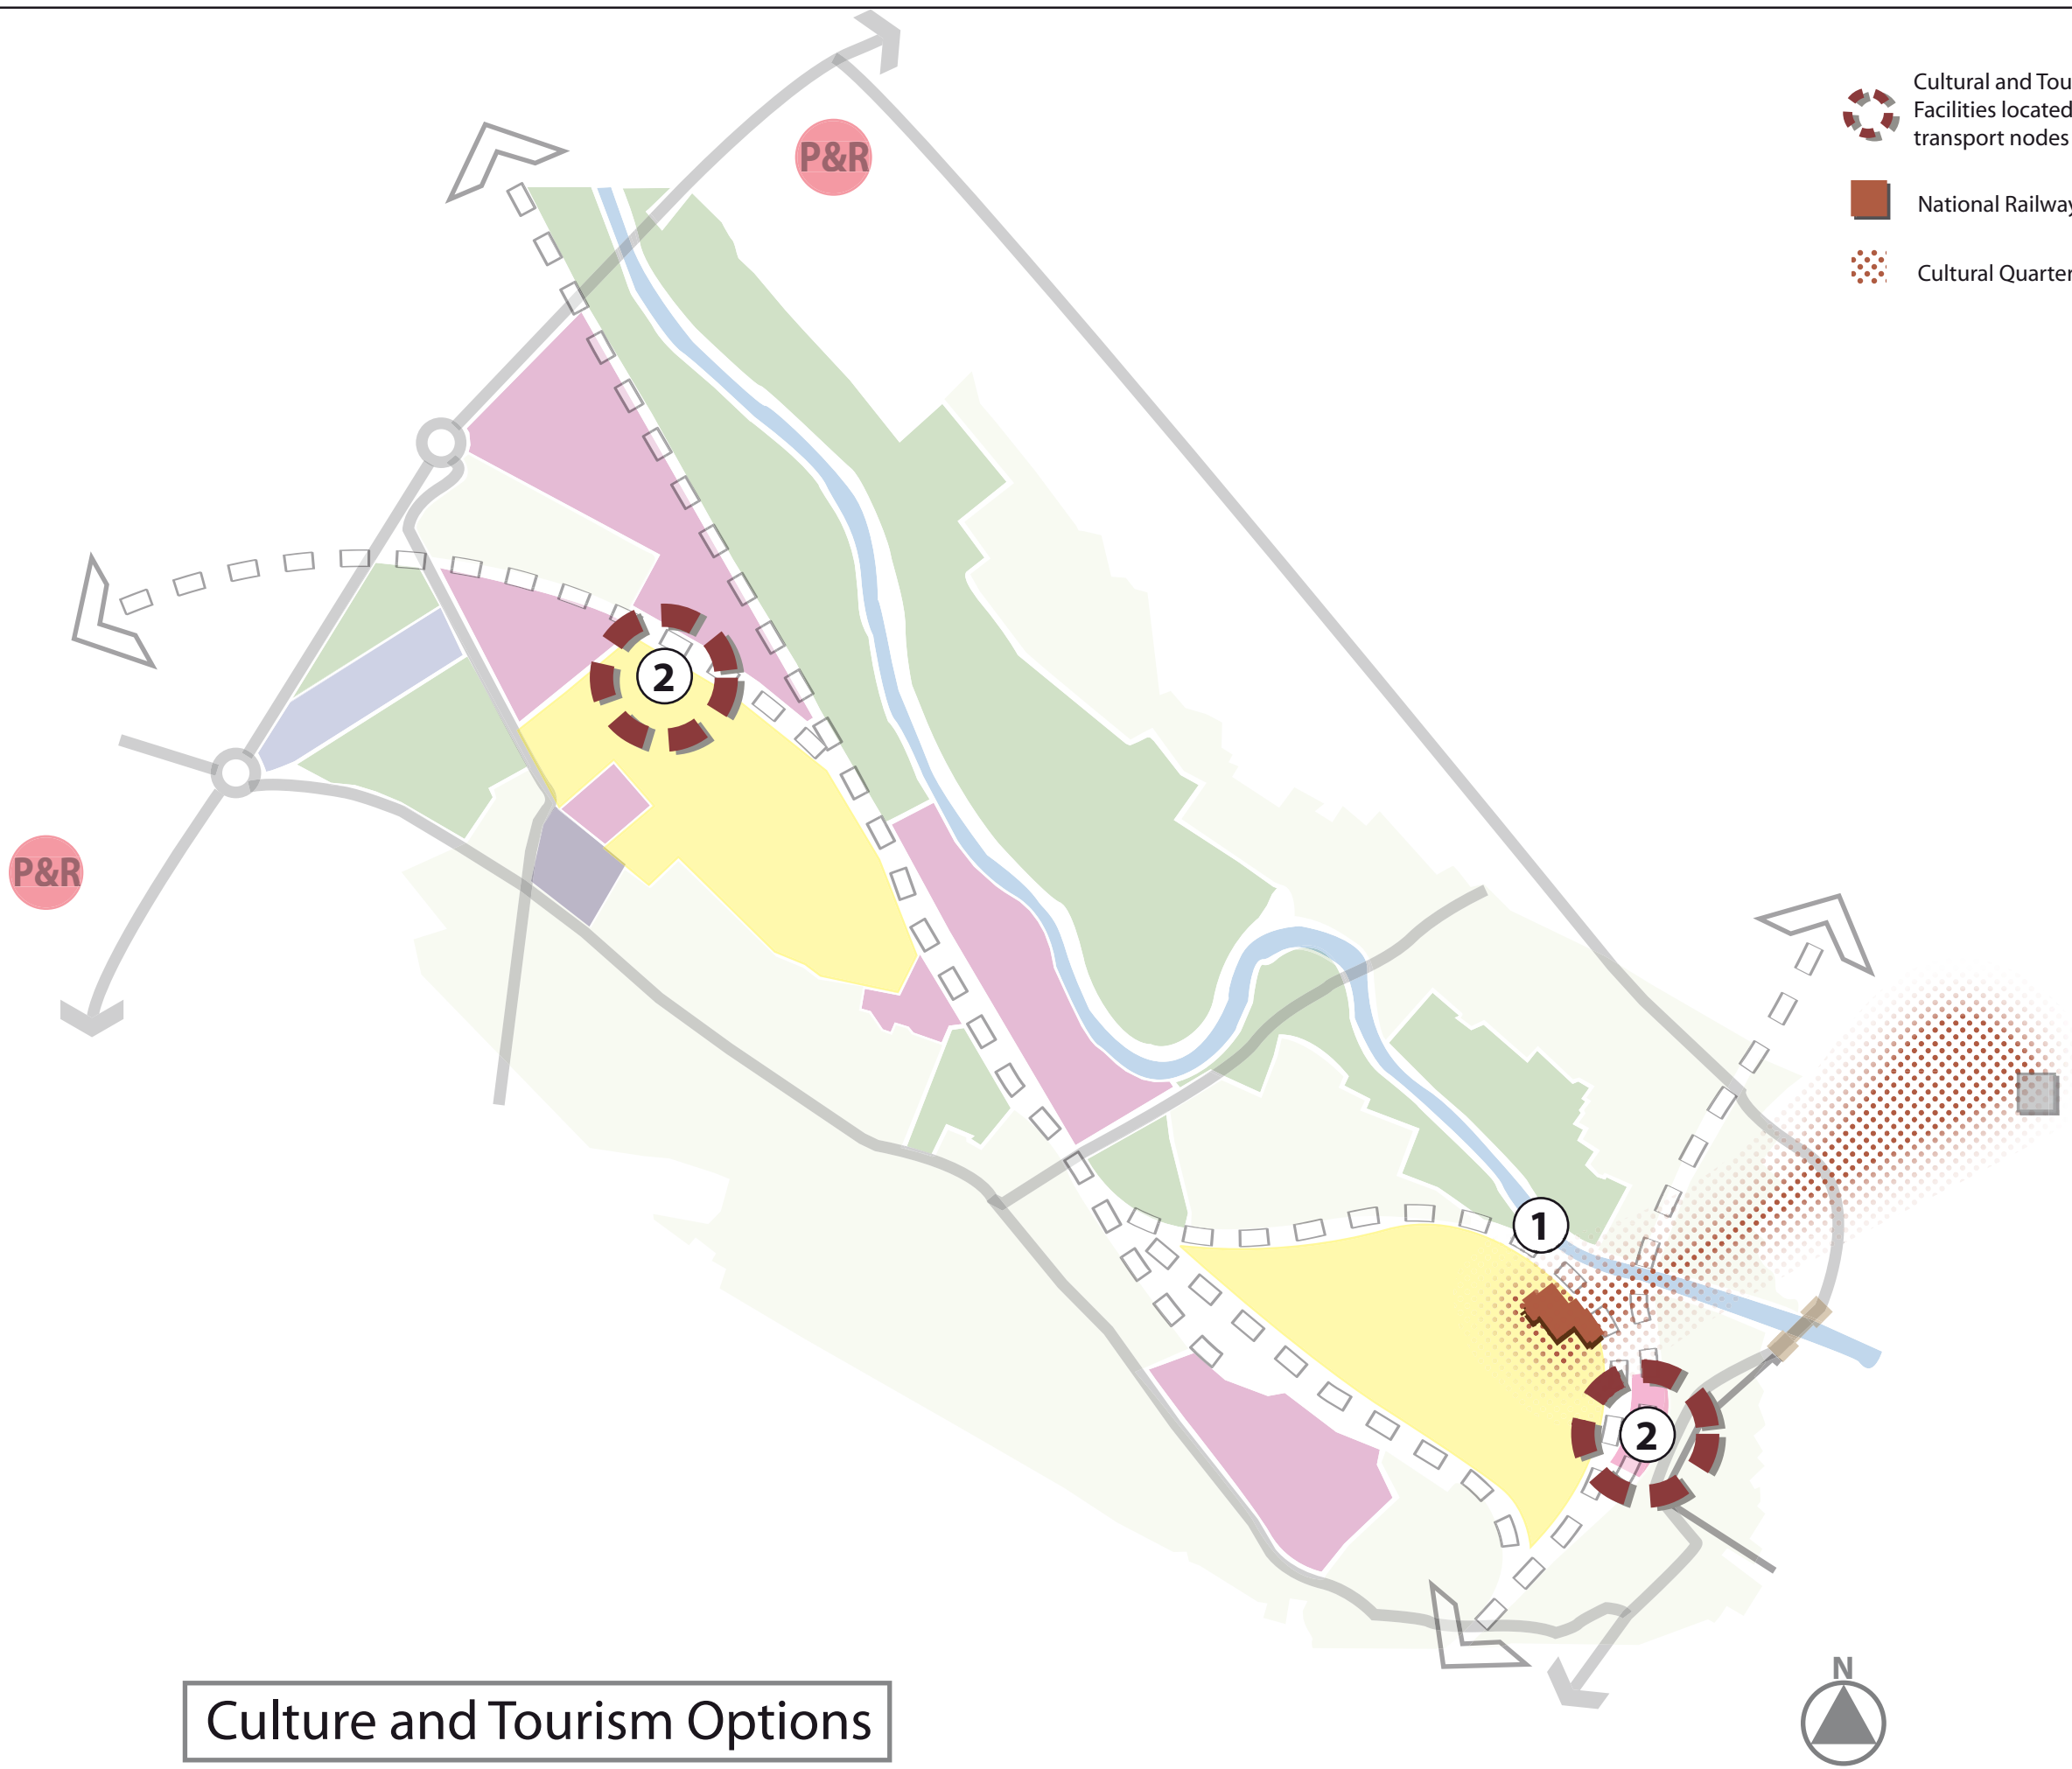 P&R
Cultural and Tou
Facilities located
transport nodes
National Railway
Cultural Quarter
2
P&R
1
2
N
Culture and Tourism Options